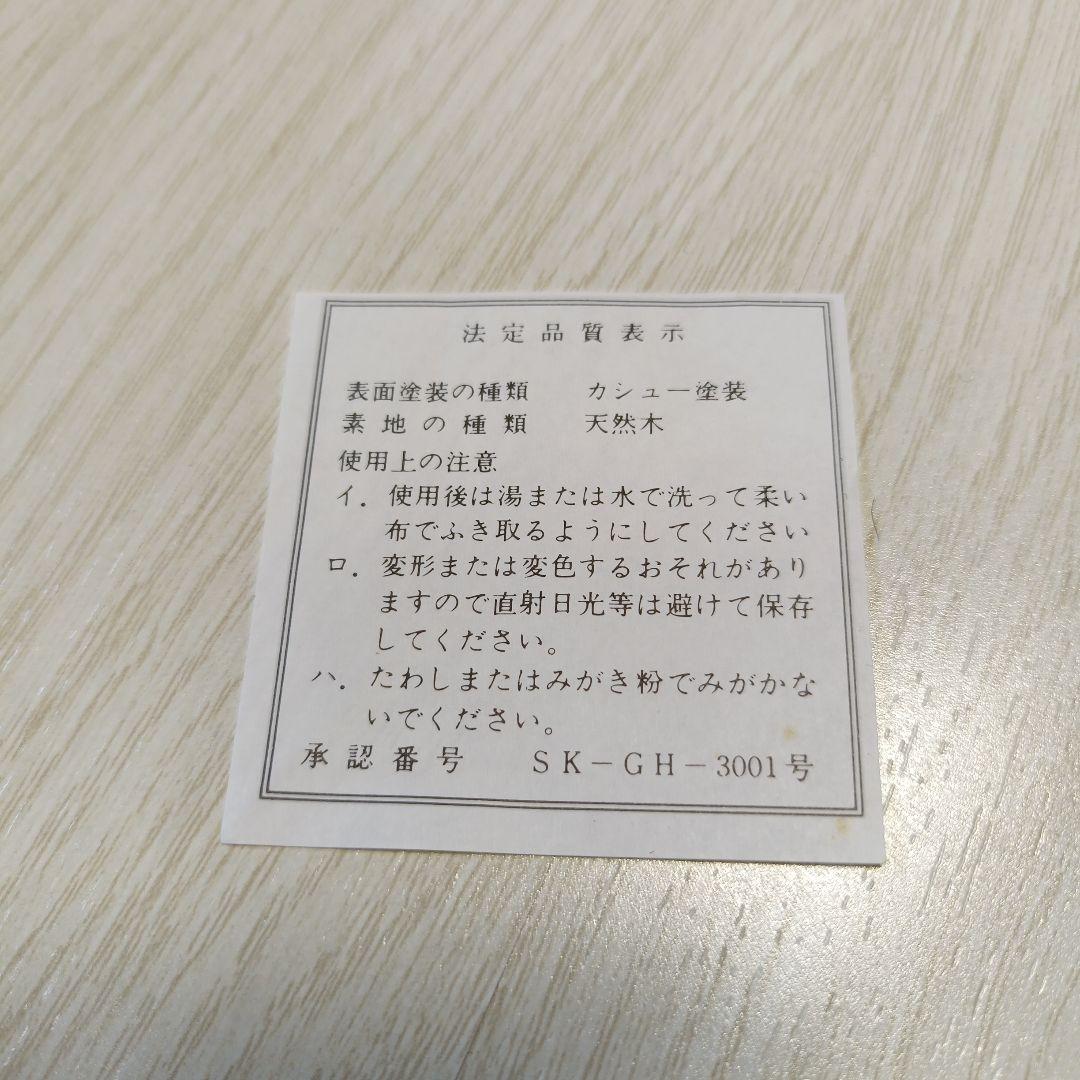 法定品質表示
表面塗装の種類 カシュー塗装
素地の種類 天然木
使用上の注意
イ. 使用後は湯または水で洗って柔い
布でふき取るようにしてください
ロ. 変形または変色するおそれがあり
ますので直射日光等は避けて保存
してください。
ハ. たわしまたはみがき粉でみがかな
いでください。
承認番号 SK－GH－3001号